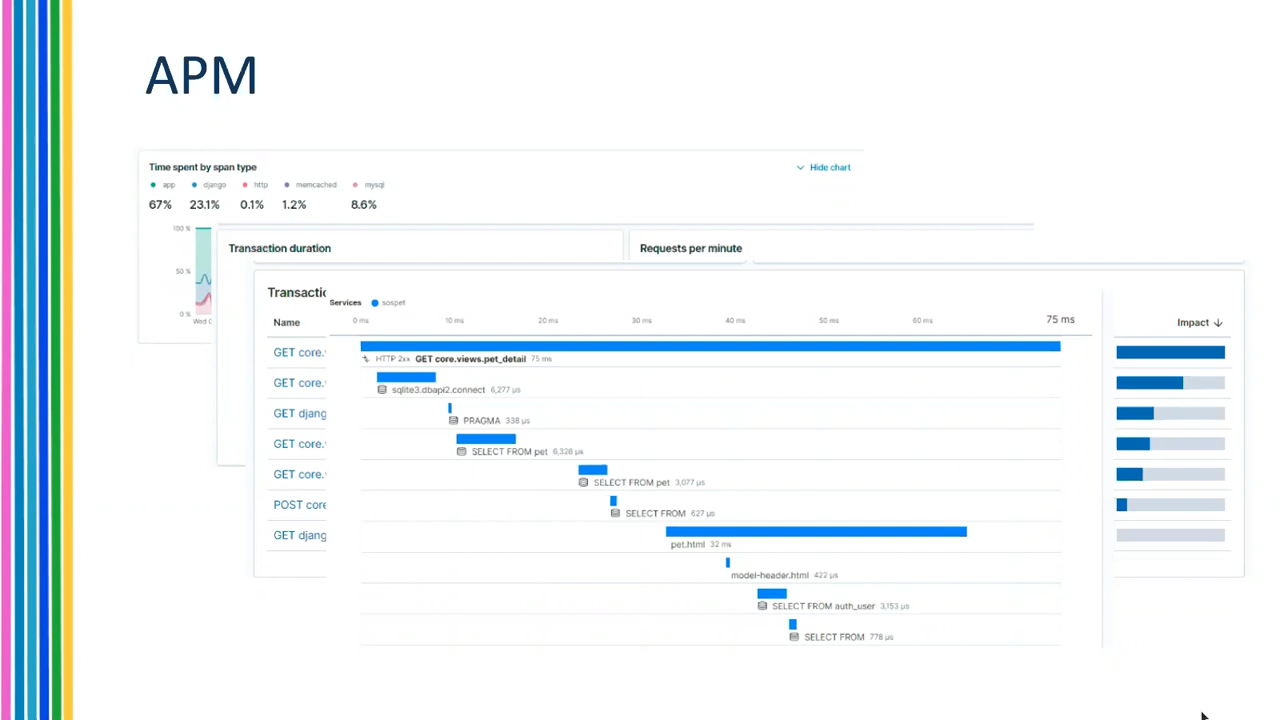 APM
Time spent by span type
Hide chart
app django http memcached mysql
67% 23.1% 0.1% 1.2% 8.6%
100 %
50 %
0 %
Wed
Transaction duration
Requests per minute
Transactic
Services sospet
Name
0 ms 10 ms 20 ms 30 ms 40 ms 50 ms 60 ms 75 ms
Impact
GET core.
HTTP 2xx GET core.views.pet_detail 75 ms
GET core.
sqlite3.dbapi2.connect 6,277 μs
GET djang
PRAGMA 338 μs
GET core.
SELECT FROM pet 6,328 μs
GET core.
SELECT FROM pet 3,077 μs
POST core
SELECT FROM 627 μs
GET djang
pet.html 32 ms
model-header.html 422 μs
SELECT FROM auth_user 3,153 μs
SELECT FROM 778 μs